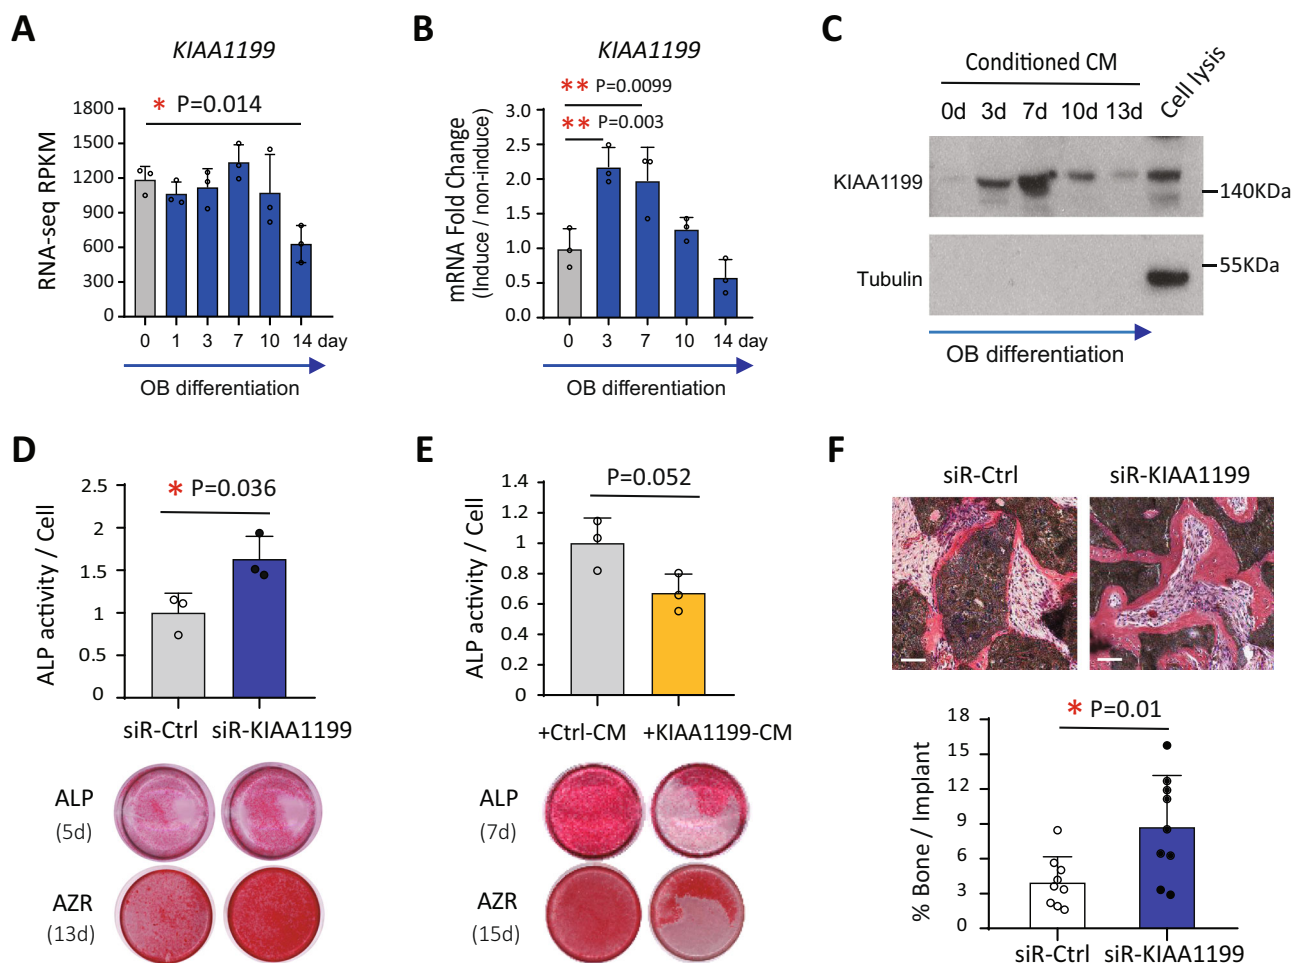 A
KIAA1199
* P=0.014
RNA-seq RPKM
1800
1500
1200
900
600
300
0
0 1 3 7 10 14 day
OB differentiation
B
KIAA1199
** P=0.0099
** P=0.003
mRNA Fold Change
(Induce / non-induce)
3.0
2.5
2.0
1.5
1.0
0.5
0.0
0 3 7 10 14 day
OB differentiation
C
Conditioned CM
Cell lysis
0d 3d 7d 10d 13d
KIAA1199
140KDa
55KDa
Tubulin
OB differentiation
D
* P=0.036
ALP activity / Cell
2.5
2
1.5
1
0.5
0
siR-Ctrl siR-KIAA1199
ALP
(5d)
AZR
(13d)
E
P=0.052
ALP activity / Cell
1.4
1.2
1
0.8
0.6
0.4
0.2
0
+Ctrl-CM +KIAA1199-CM
ALP
(7d)
AZR
(15d)
F
siR-Ctrl siR-KIAA1199
* P=0.01
% Bone / Implant
18
15
12
9
6
3
0
siR-Ctrl siR-KIAA1199